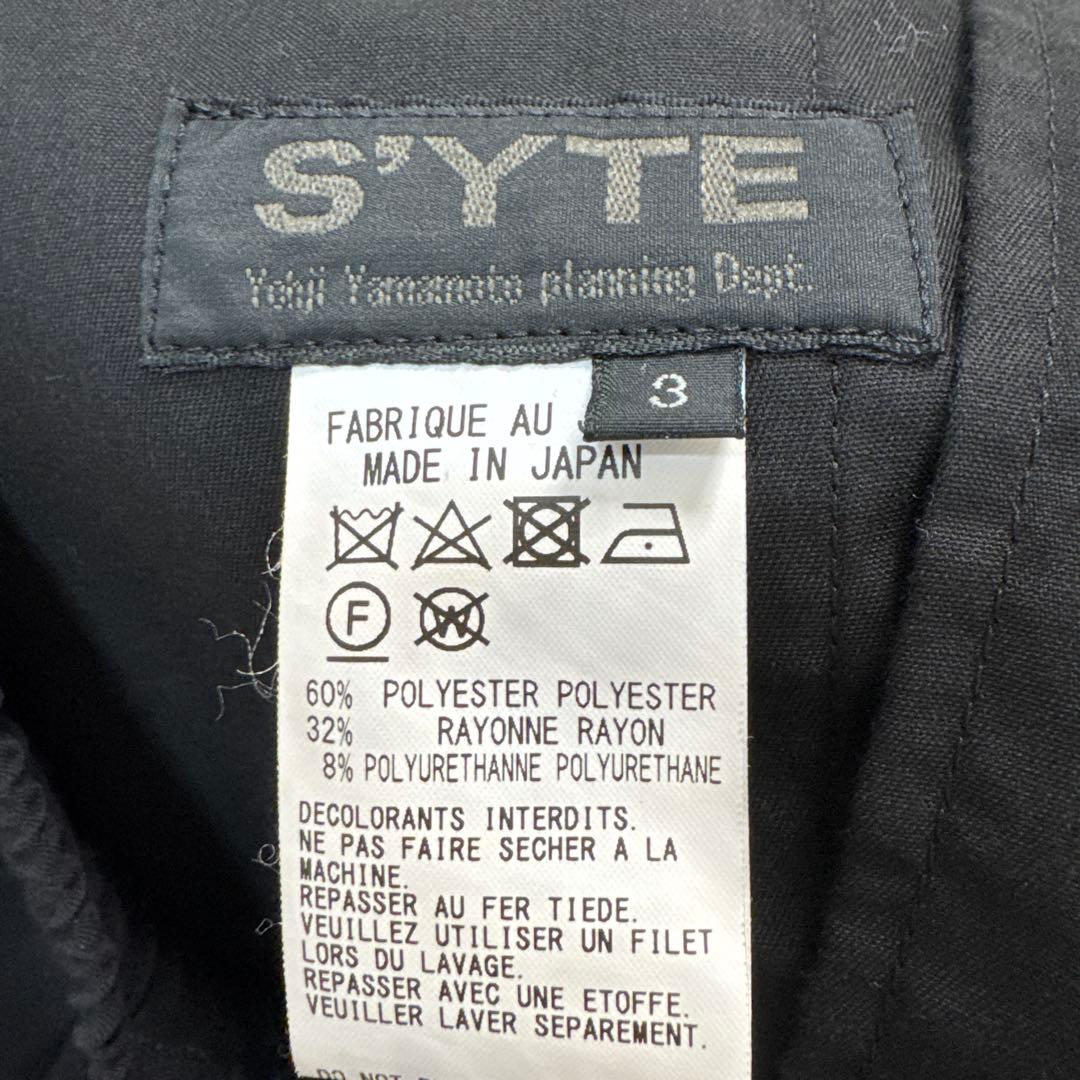 S'YTE
Yohji Yamamoto planning Dept.
3
FABRIQUE AU
MADE IN JAPAN
F
W
60% POLYESTER POLYESTER
32% RAYONNE RAYON
8% POLYURETHANNE POLYURETHANE
DECOLORANTS INTERDITS.
NE PAS FAIRE SECHER A LA
MACHINE.
REPASSER AU FER TIEDE.
VEUILLEZ UTILISER UN FILET
LORS DU LAVAGE.
REPASSER AVEC UNE ETOFFE.
VEUILLER LAVER SEPAREMENT.
DO NOT